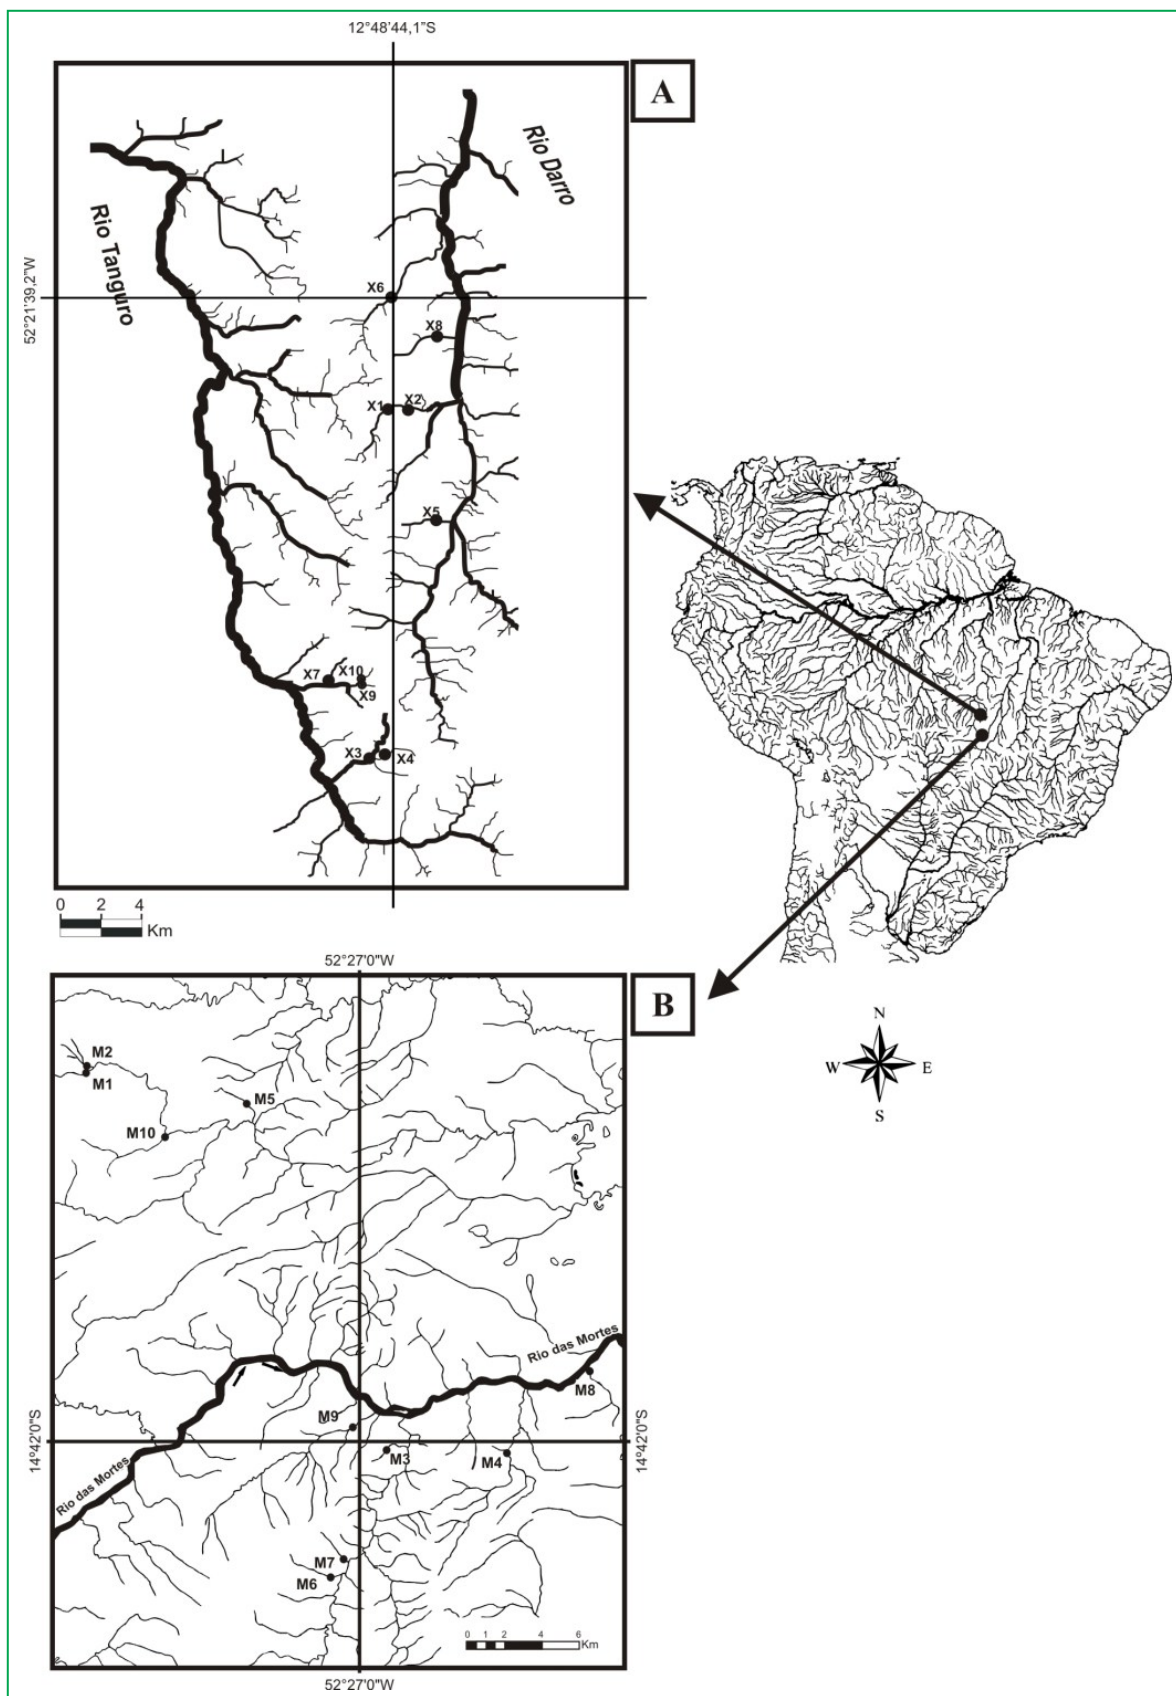 12°48'44,1"S
A
Rio Darro
Rio Tanguro
52°21'39,2"W
X6
X8
X1
X2
X5
X7
X10
X9
X3
X4
0 2 4
Km
52°27'0"W
B
M2
M1
M5
M10
N
W E
S
Rio das Mortes
M8
M9
14°42'0"S
14°42'0"S
M3
M4
Rio das Mortes
M7
M6
0 1 2 4 6
Km
52°27'0"W